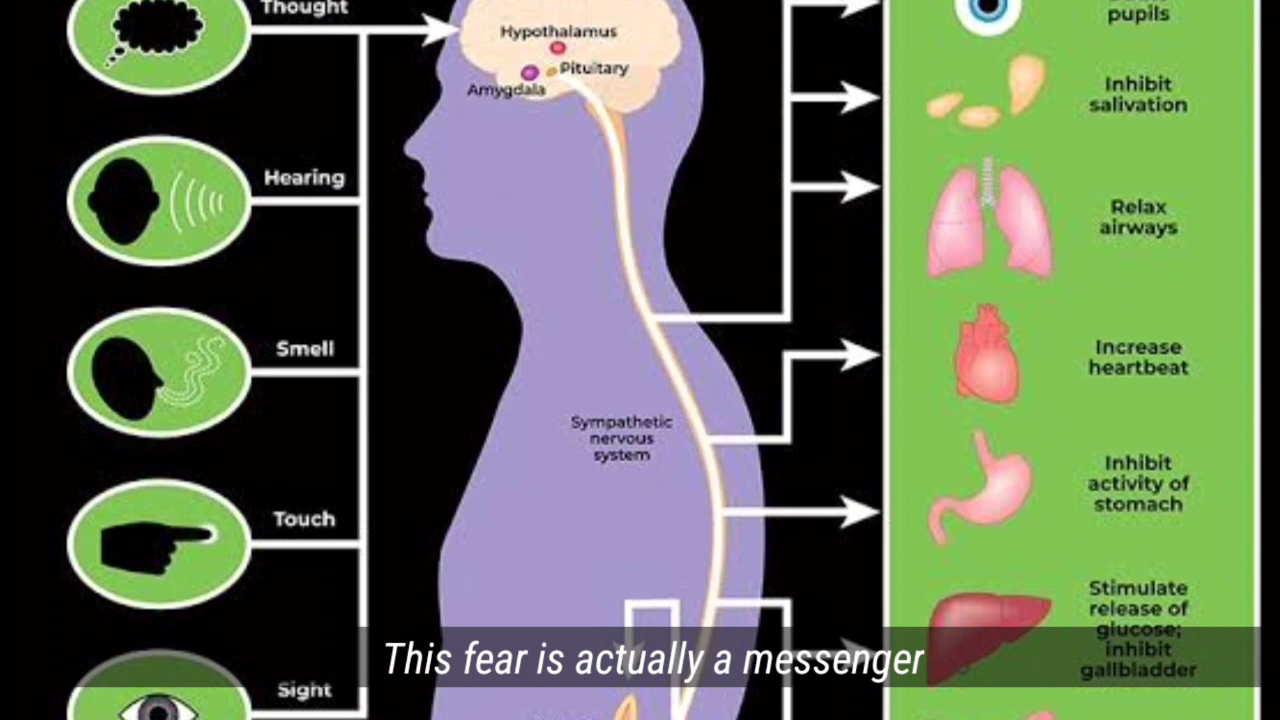 Thought
Hearing
Smell
Touch
Sight
Hypothalamus
Pituitary
Amygdala
Sympathetic
nervous
system
pupils
Inhibit
salivation
Relax
airways
Increase
heartbeat
Inhibit
activity of
stomach
Stimulate
release of
glucose;
inhibit
gallbladder
This fear is actually a messenger